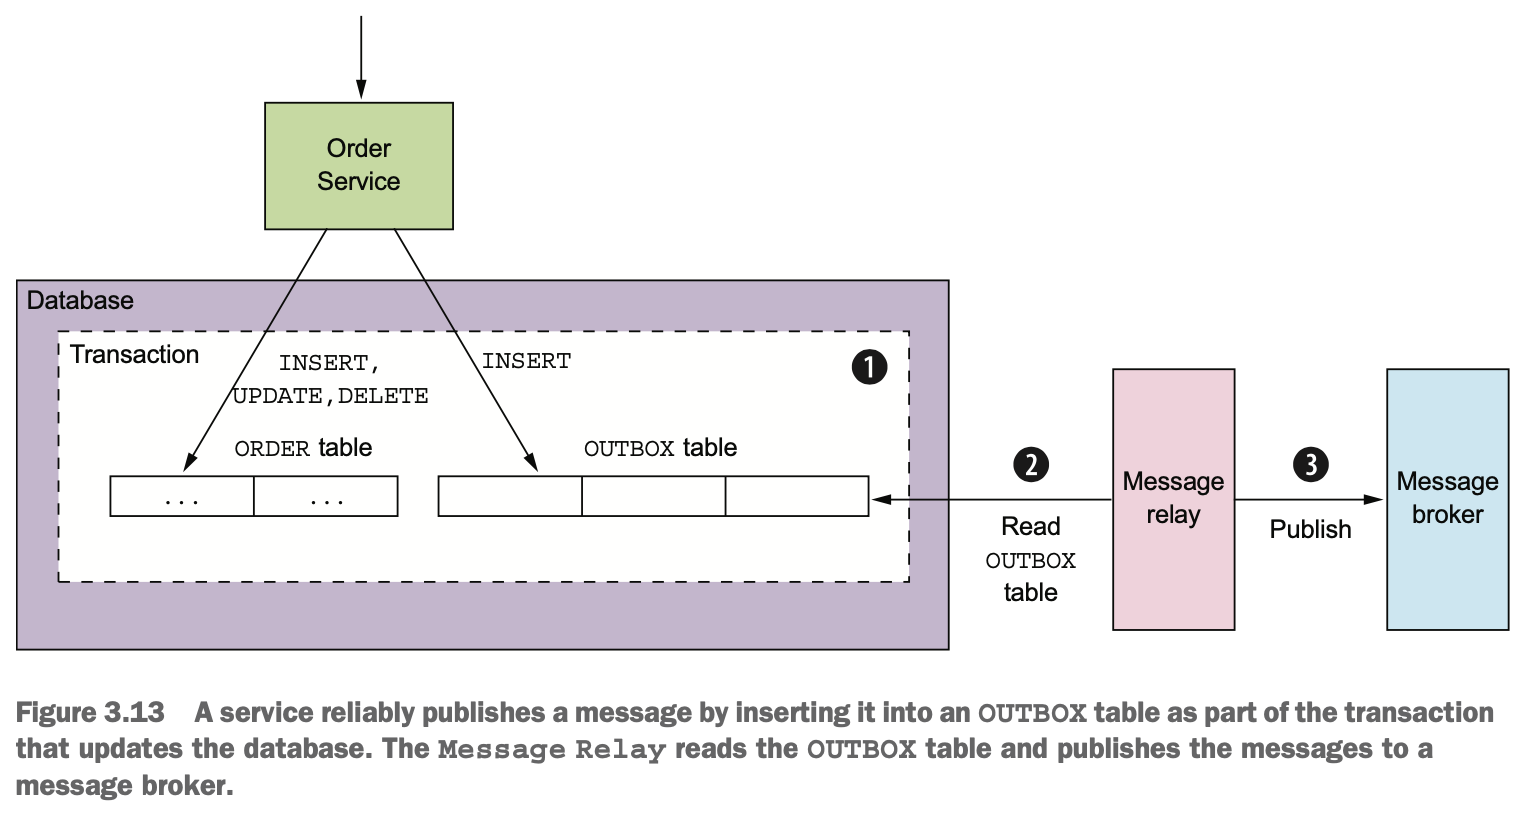 Order
Service
Database
Transaction
INSERT,
UPDATE,DELETE
INSERT
1
ORDER table
OUTBOX table
... ...
2
Read
OUTBOX
table
Message
relay
3
Publish
Message
broker
Figure 3.13 A service reliably publishes a message by inserting it into an OUTBOX table as part of the transaction
that updates the database. The Message Relay reads the OUTBOX table and publishes the messages to a
message broker.